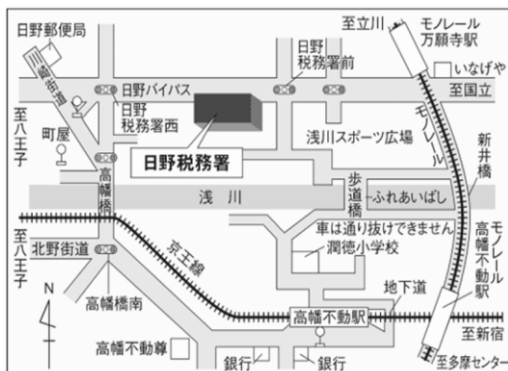 日野郵便局
川崎街道
日野バイパス
日野
税務署西
日野
税務署前
至立川
モノレール
万願寺駅
いなげや
至国立
至八王子
町屋
日野税務署
浅川スポーツ広場
モノレール
新井橋
高幡橋
浅川
歩道橋
ふれあいばし
車は通り抜けできません
潤徳小学校
至八王子
北野街道
京王線
高幡橋南
N
高幡不動尊
高幡不動駅
地下道
モノレール
高幡不動駅
至新宿
銀行
銀行
至多摩センター